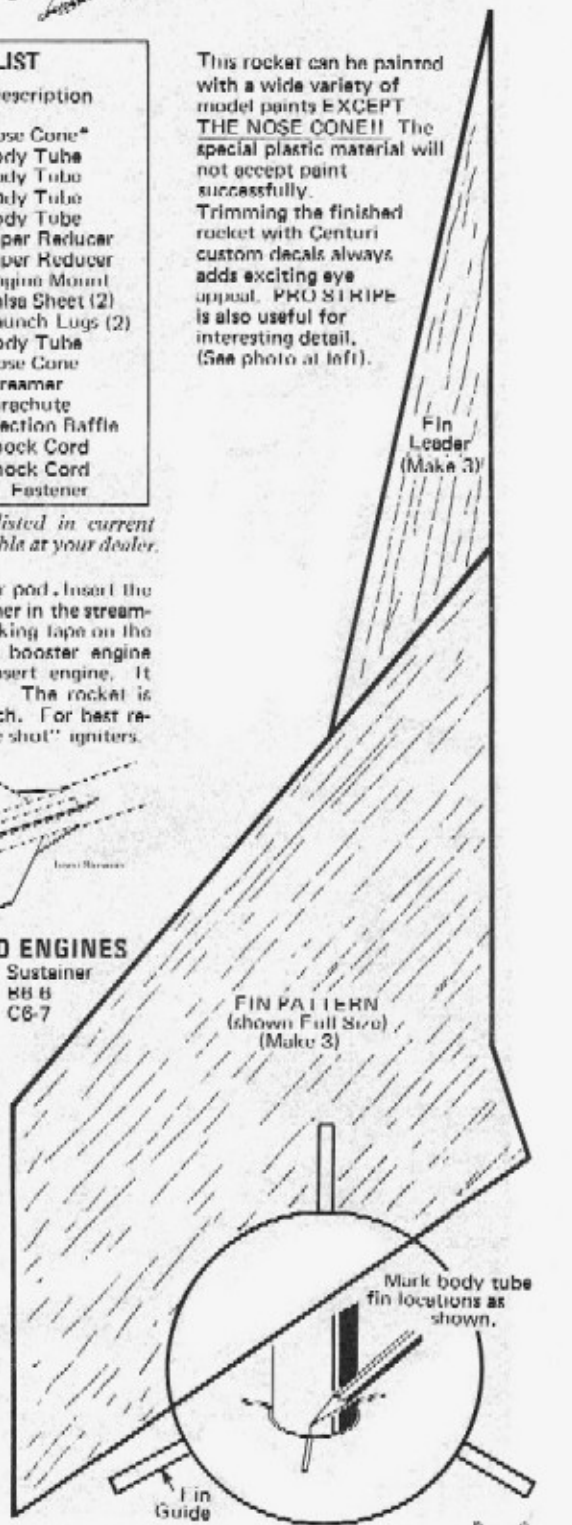 LIST
escription
ose Cone*
ody Tube
ody Tube
ody Tube
ody Tube
per Reducer
per Reducer
ngine Mount
alsa Sheet (2)
aunch Lugs (2)
ody Tube
ose Cone
reamer
arachute
ection Baffle
hock Cord
hock Cord
Fastener
listed in current
ble at your dealer.
r pod. Insert the
ner in the stream-
king tape on the
booster engine
sert engine. It
The rocket is
ch. For best re-
e shot" igniters.
D ENGINES
Sustainer
B6-6
C6-7
This rocket can be painted
with a wide variety of
model paints EXCEPT
THE NOSE CONE!! The
special plastic material will
not accept paint
successfully.
Trimming the finished
rocket with Centuri
custom decals always
adds exciting eye
appeal. PRO STRIPE
is also useful for
interesting detail.
(See photo at left).
Fin
Leader
(Make 3)
FIN PATTERN
(shown Full Size)
(Make 3)
Mark body tube
fin locations as
shown.
Fin
Guide